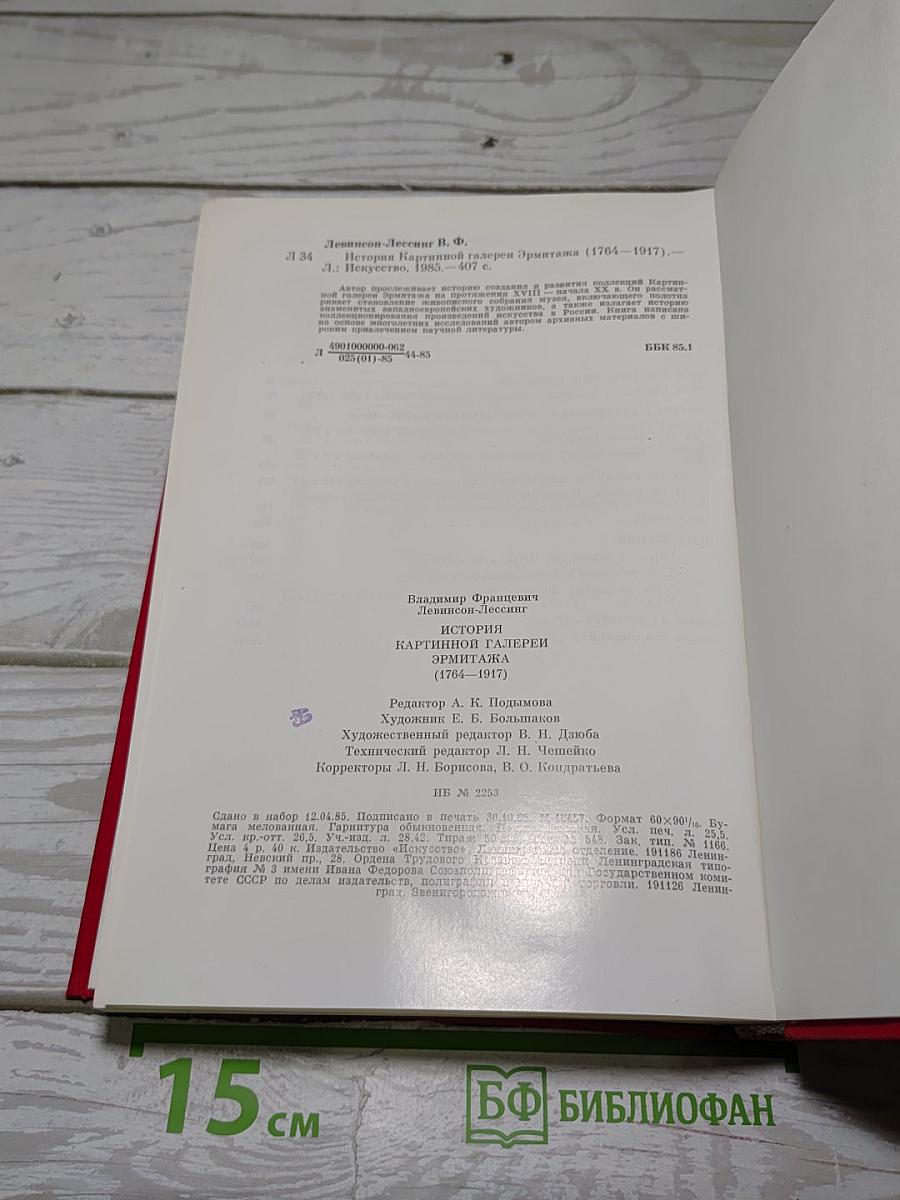 Левинсон-Лессинг В. Ф.
Л 34 История Картинной галереи Эрмитажа (1764—1917).—
Л.: Искусство, 1985.—407 с.
Автор прослеживает историю создания и развития коллекций Картин-
ной галереи Эрмитажа на протяжении XVIII — начала XX в. Он рассмат-
ривает становление живописного собрания музея, включающего полотна
знаменитых западноевропейских художников, а также излагает историю
коллекционирования произведений искусства в России. Книга написана
на основе многолетних исследований автором архивных материалов с ши-
роким привлечением научной литературы.
Л 4901000000-062
025(01)-85 44-85 ББК 85.1
Владимир Францевич
Левинсон-Лессинг
ИСТОРИЯ
КАРТИННОЙ ГАЛЕРЕИ
ЭРМИТАЖА
(1764—1917)
Редактор А. К. Подымова
Художник Е. Б. Большаков
Художественный редактор В. Н. Дзюба
Технический редактор Л. Н. Чешейко
Корректоры Л. Н. Борисова, В. О. Кондратьева
ИБ № 2253
Сдано в набор 12.04.85. Подписано в печать Формат 60×90¹/₁₆. Бу-
мага мелованная. Гарнитура обыкновенная. Усл. печ. л. 25,5.
Усл. кр.-отт. 26,5. Уч.-изд. л. 28,42. Тираж Зак. тип. № 1166.
Цена 4 р. 40 к. Издательство «Искусство», отделение. 191186 Ленин-
град, Невский пр., 28. Ордена Трудового Ленинградская типо-
графия № 3 имени Ивана Федорова Государственном коми-
тете СССР по делам издательств, торговли. 191126 Ленин-
град,
15 см
БФ БИБЛИОФАН